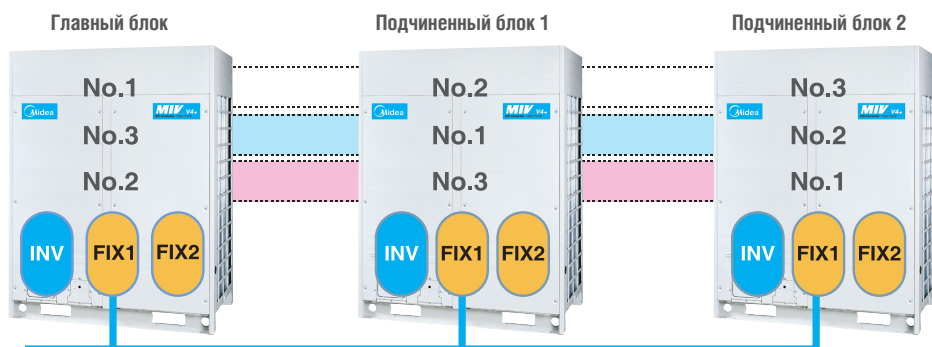 Главный блок
Подчиненный блок 1
Подчиненный блок 2
No.1
No.2
No.3
Midea
MIV V4+
Midea
MIV V4+
Midea
MIV V4+
No.3
No.1
No.2
No.2
No.3
No.1
INV
FIX1
FIX2
INV
FIX1
FIX2
INV
FIX1
FIX2